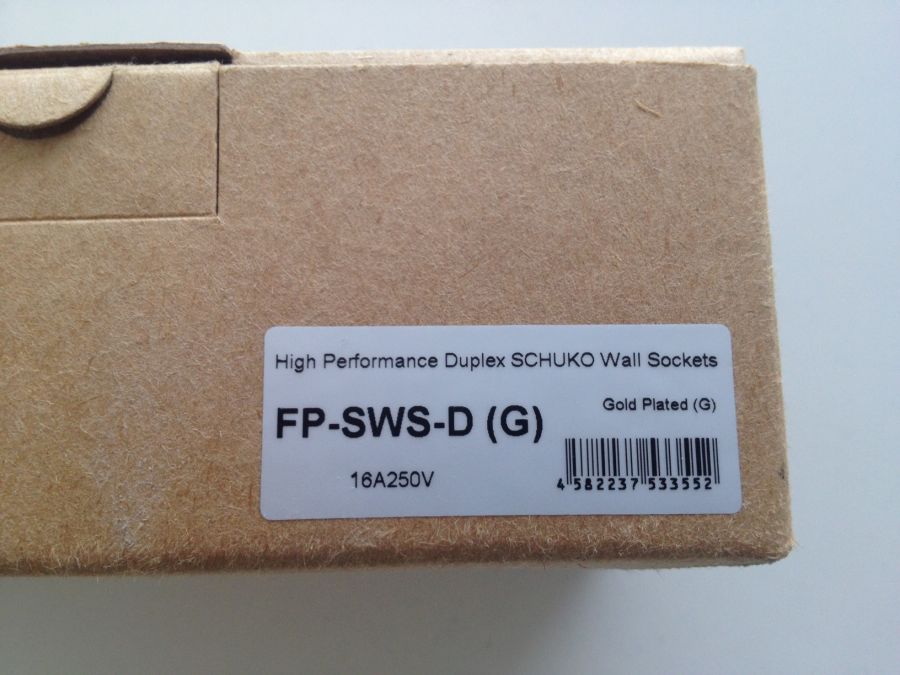 High Performance Duplex SCHUKO Wall Sockets
Gold Plated (G)
FP-SWS-D (G)
16A250V
4 582237 533552